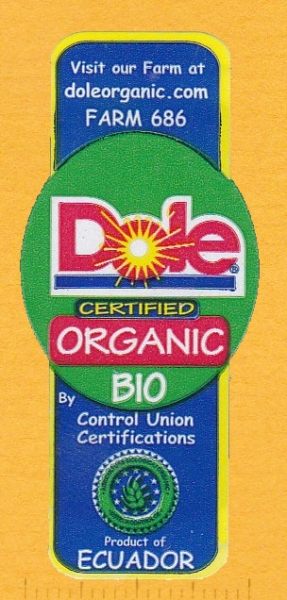 Visit our Farm at
doleorganic.com
FARM 686
Dole®
CERTIFIED
ORGANIC
BIO
By
Control Union
Certifications
Product of
ECUADOR